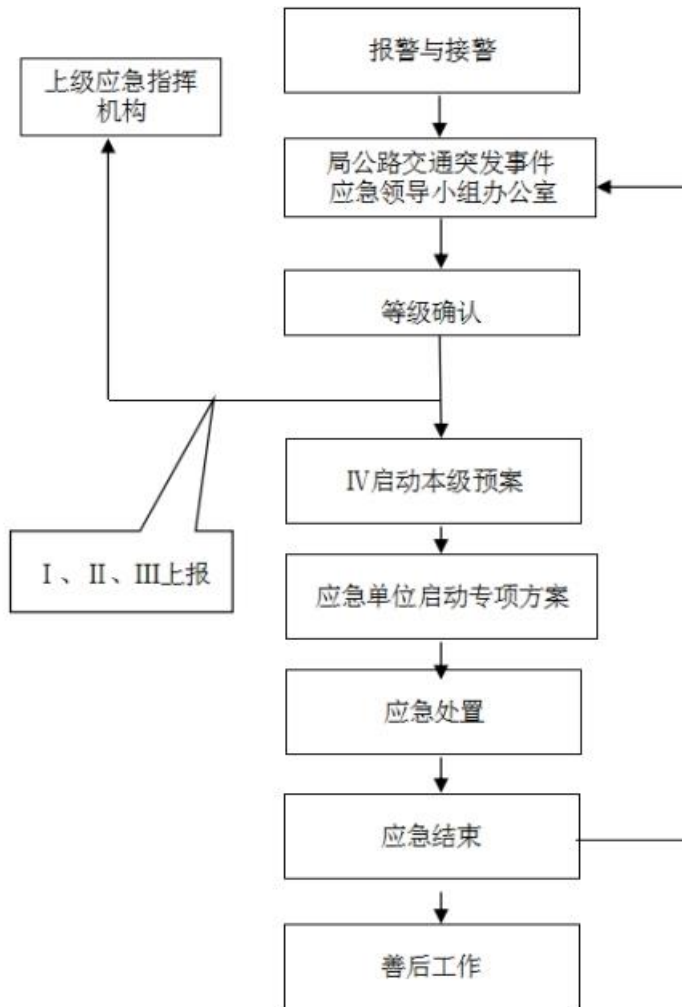 报警与接警
上级应急指挥
机构
局公路交通突发事件
应急领导小组办公室
等级确认
Ⅳ启动本级预案
Ⅰ、Ⅱ、Ⅲ上报
应急单位启动专项方案
应急处置
应急结束
善后工作